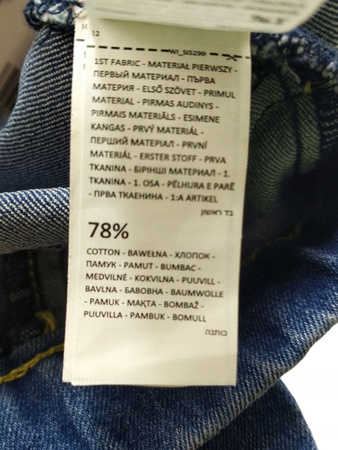 12
WI_SIS290
1ST FABRIC - MATERIAŁ PIERWSZY -
ПЕРВЫЙ МАТЕРИАЛ - ПЪРВА
МАТЕРИЯ - ELSŐ SZÖVET - PRIMUL
MATERIAL - PIRMAS AUDINYS -
PIRMAIS MATERIĀLS - ESIMENE
KANGAS - PRVÝ MATERIÁL -
ПЕРШИЙ МАТЕРІАЛ - PRVNÍ
MATERIÁL - ERSTER STOFF - PRVA
TKANINA - БІРІНШІ МАТЕРИАЛ - 1.
TKANINA - 1. OSA - PËLHURA E PARË
- ПРВА ТКАЕНИНА - 1:A ARTIKEL
בד ראשון
78%
COTTON - BAWEŁNA - ХЛОПОК -
ПАМУК - PAMUT - BUMBAC -
MEDVILNĖ - KOKVILNA - PUUVILL -
BAVLNA - БАВОВНА - BAUMWOLLE
- PAMUK - МАҚТА - BOMBAŽ -
PUUVILLA - PAMBUK - BOMULL
כותנה